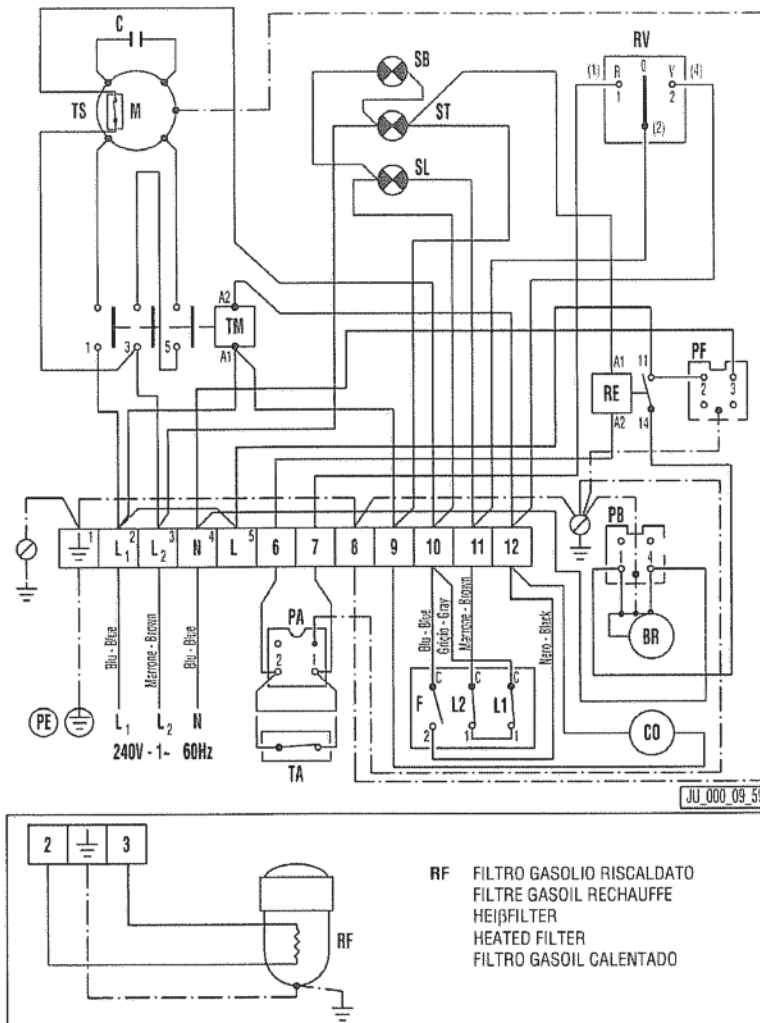 C
TS
M
SB
ST
SL
RV
(1) R 0 V (4)
1 2
(2)
A2
TM
A1
1 3 5
A1 11
RE
A2 14
PF
2 3
1 L1 2 L2 3 N 4 L 5 6 7 8 9 10 11 12
PB
1 4
BR
Blu - Blue
Marrone - Brown
Blu - Blue
PA
2 1
Blu - Blue
Grigio - Gray
Marrone - Brown
Nero - Black
C C C
F L2 L1
2 1 1
CO
PE L1 L2 N
240V - 1~ 60Hz
TA
JU_000_09_59
2 3
RF
RF FILTRO GASOLIO RISCALDATO
FILTRE GASOIL RECHAUFFE
HEIβFILTER
HEATED FILTER
FILTRO GASOIL CALENTADO